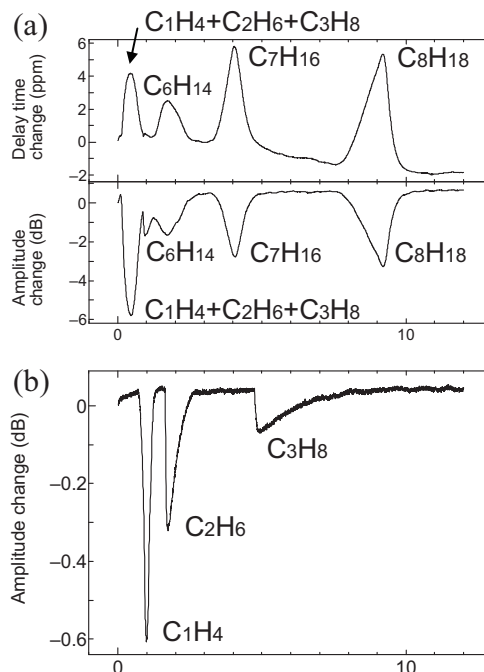 (a)
C1H4+C2H6+C3H8
C6H14
C7H16
C8H18
Delay time
change (ppm)
6
4
2
0
−2
Amplitude
change (dB)
0
−2
−4
−6
C6H14
C7H16
C8H18
C1H4+C2H6+C3H8
0
10
(b)
Amplitude change (dB)
0
−0.2
−0.4
−0.6
C3H8
C2H6
C1H4
0
10